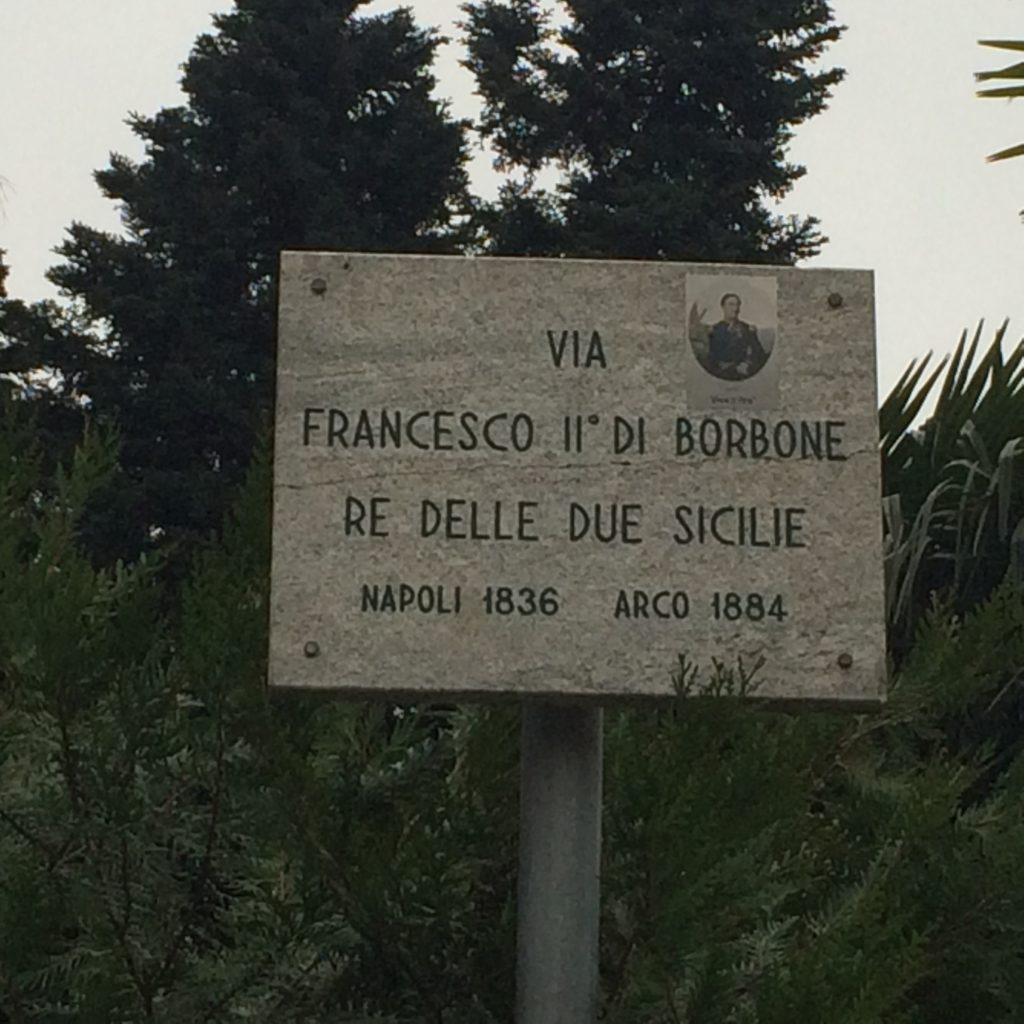 VIA
FRANCESCO II° DI BORBONE
RE DELLE DUE SICILIE
NAPOLI 1836 ARCO 1884